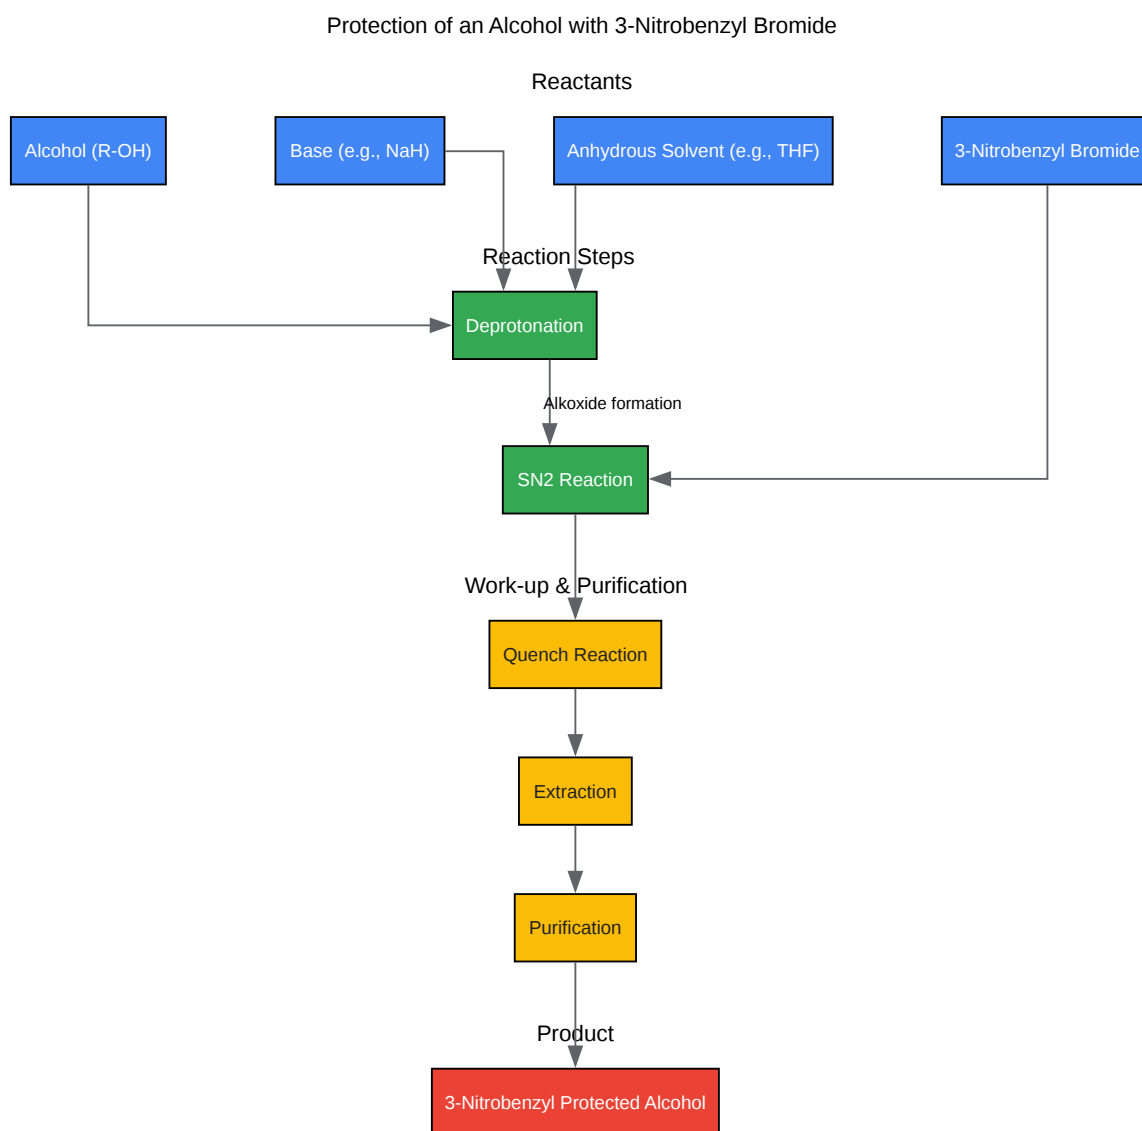 Protection of an Alcohol with 3-Nitrobenzyl Bromide
Reactants
Alcohol (R-OH)
Base (e.g., NaH)
Anhydrous Solvent (e.g., THF)
3-Nitrobenzyl Bromide
Reaction Steps
Deprotonation
Alkoxide formation
SN2 Reaction
Work-up & Purification
Quench Reaction
Extraction
Purification
Product
3-Nitrobenzyl Protected Alcohol